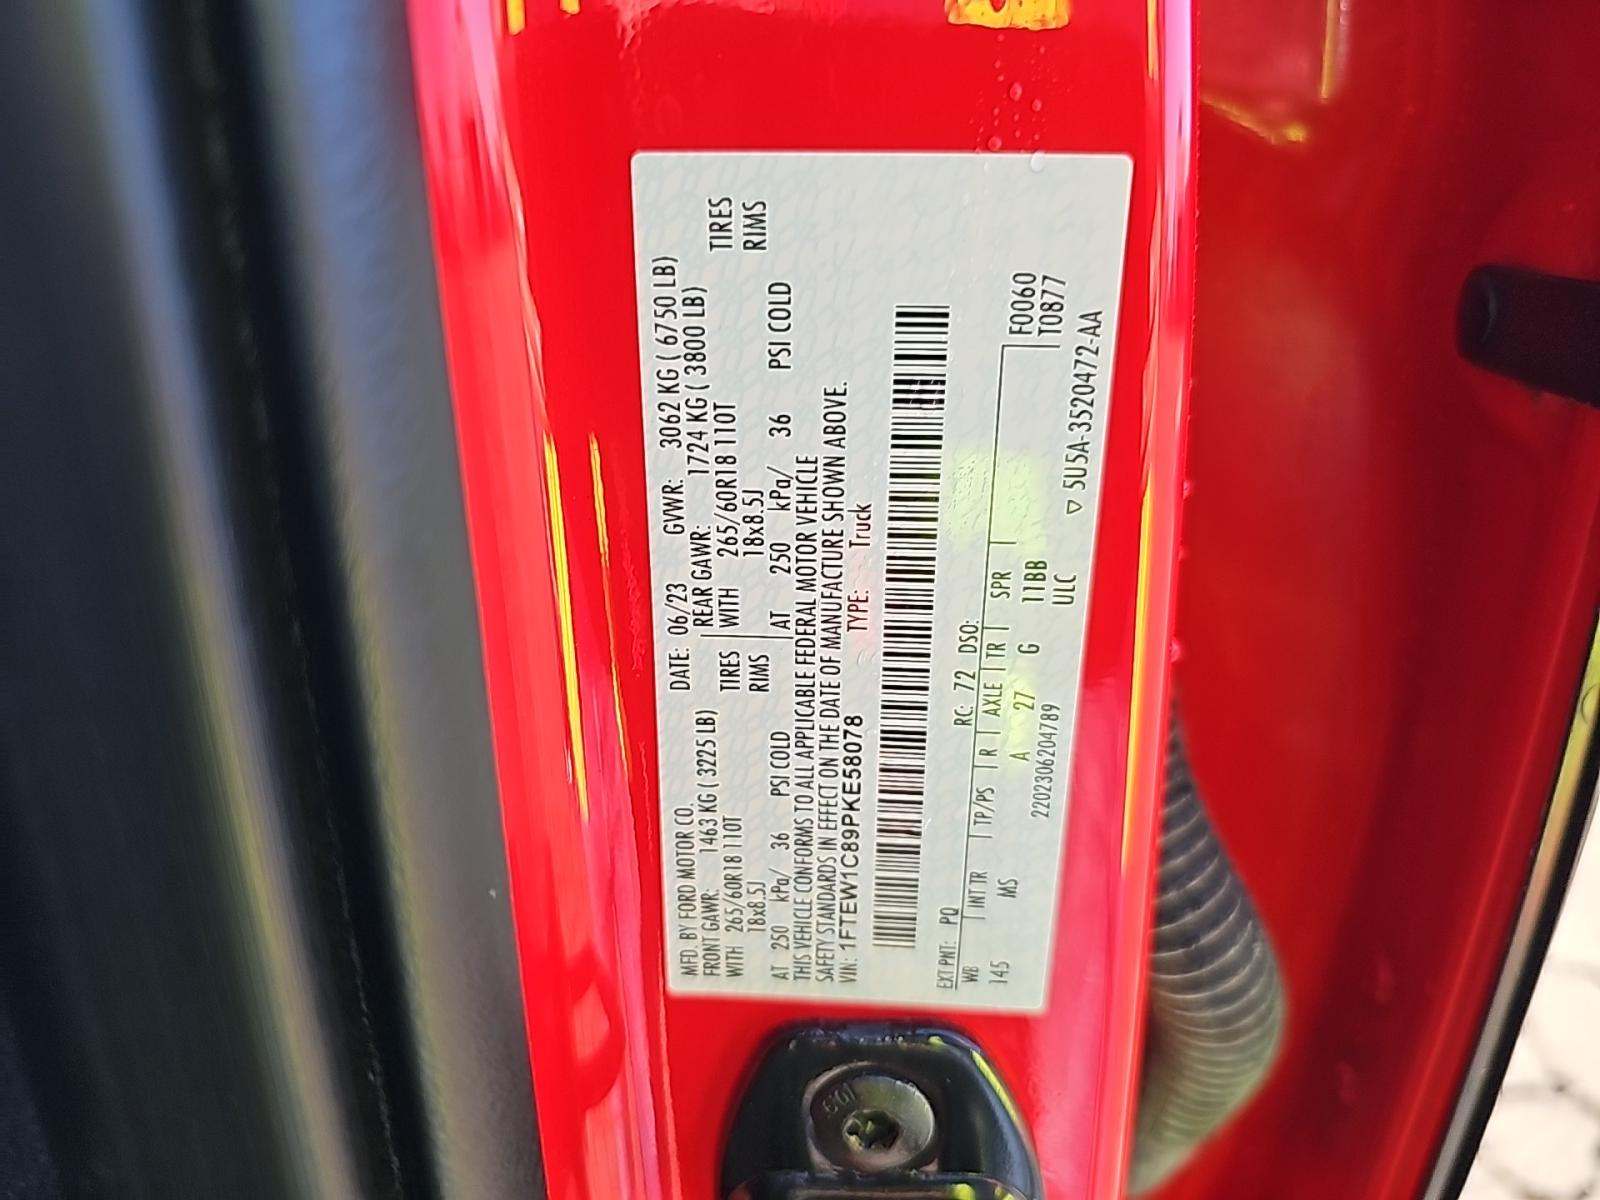 MFD. BY FORD MOTOR CO.
DATE: 06/23 GVWR: 3062 KG ( 6750 LB)
FRONT GAWR: 1463 KG ( 3225 LB)
REAR GAWR: 1724 KG ( 3800 LB)
WITH 265/60R18 110T TIRES
WITH 265/60R18 110T TIRES
18x8.5J RIMS
18x8.5J RIMS
AT 250 kPa/ 36 PSI COLD
AT 250 kPa/ 36 PSI COLD
THIS VEHICLE CONFORMS TO ALL APPLICABLE FEDERAL MOTOR VEHICLE
SAFETY STANDARDS IN EFFECT ON THE DATE OF MANUFACTURE SHOWN ABOVE.
VIN: 1FTEW1C89PKE58078 TYPE: Truck
EXT PNT: PQ RC: 72 DSO:
WB INT TR TP/PS R AXLE TR SPR F0060
145 MS A 27 G 11BB T0877
2202306204789 ULC
▽ 5U5A-3520472-AA
10.9